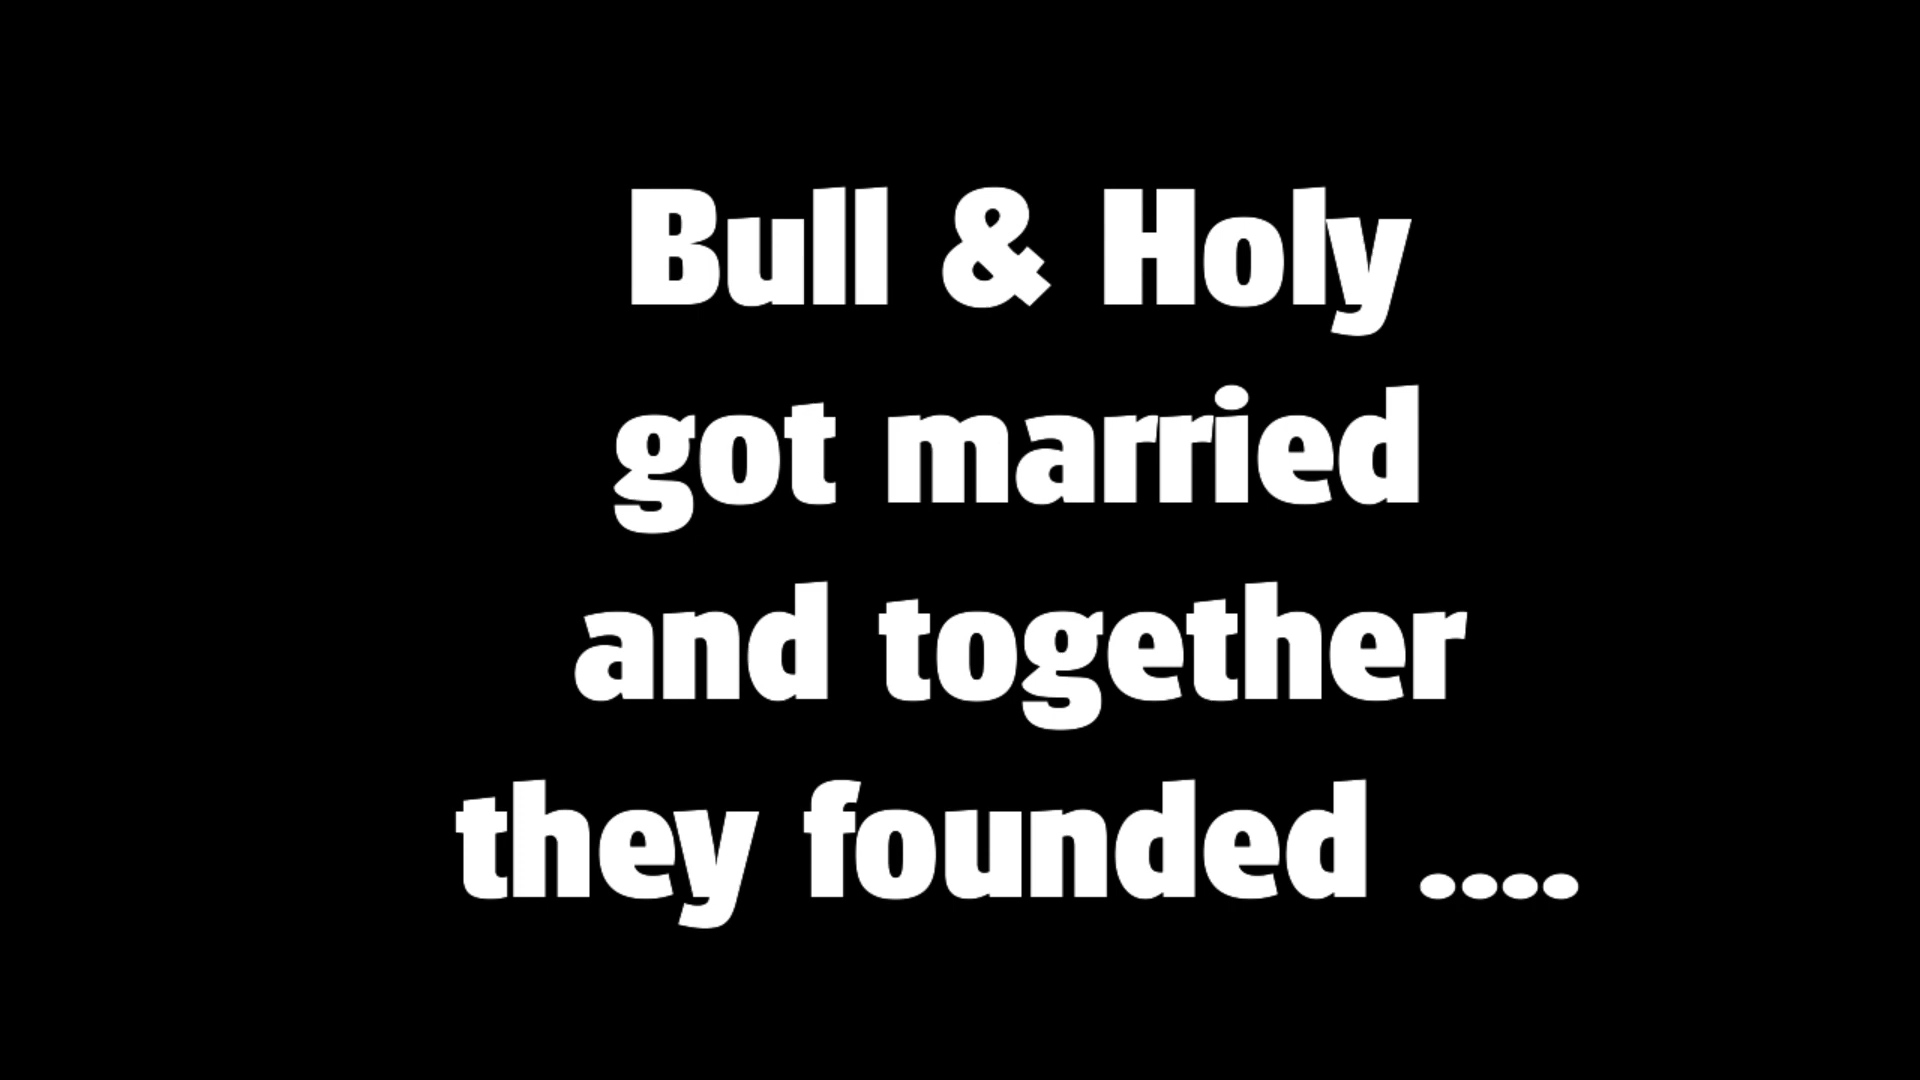 Bull & Holy
got married
and together
they founded ....